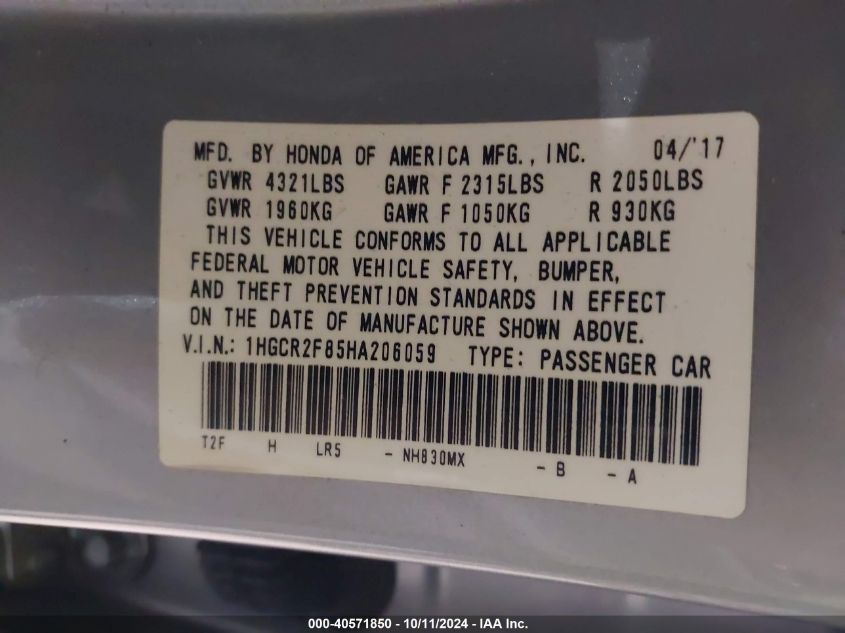 MFD. BY HONDA OF AMERICA MFG., INC. 04/'17
GVWR 4321LBS GAWR F 2315LBS R 2050LBS
GVWR 1960KG GAWR F 1050KG R 930KG
THIS VEHICLE CONFORMS TO ALL APPLICABLE
FEDERAL MOTOR VEHICLE SAFETY, BUMPER,
AND THEFT PREVENTION STANDARDS IN EFFECT
ON THE DATE OF MANUFACTURE SHOWN ABOVE.
V.I.N.: 1HGCR2F85HA206059 TYPE: PASSENGER CAR
T2F H LR5 - NH830MX - B - A
000-40571850 - 10/11/2024 - IAA Inc.